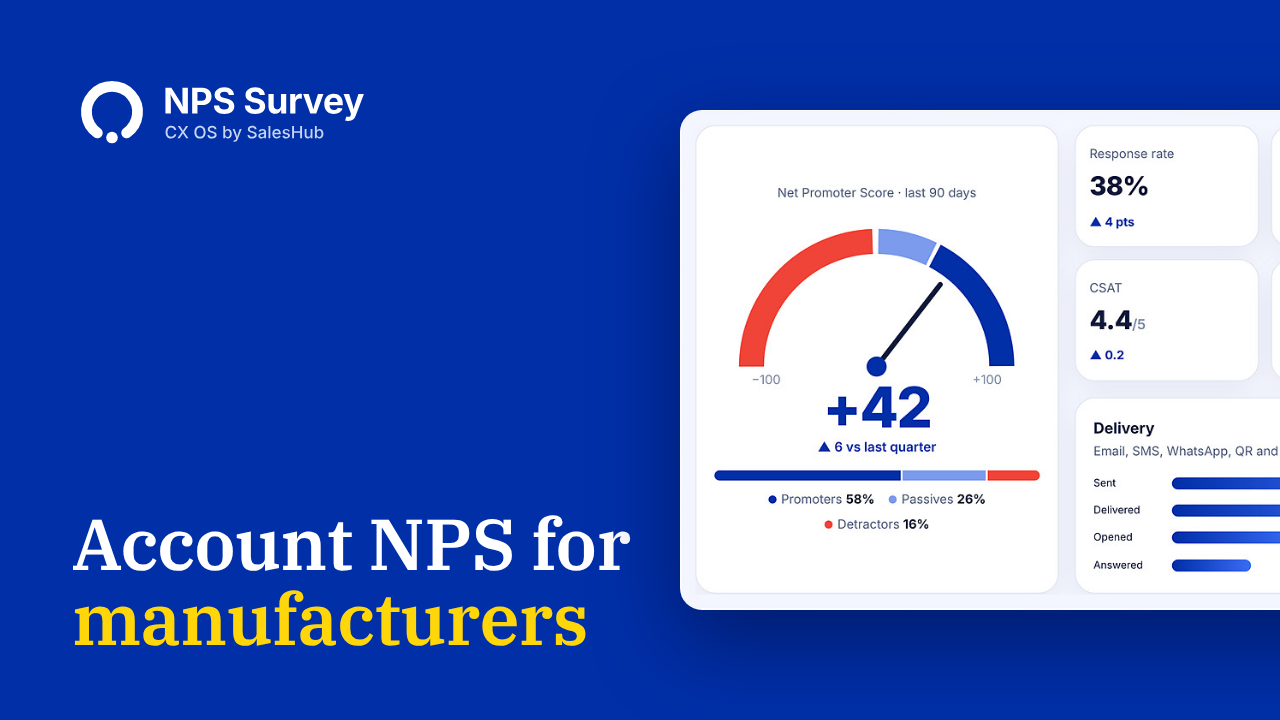 NPS Survey
CX OS by SalesHub
Account NPS for
manufacturers
Net Promoter Score · last 90 days
−100
+100
+42
▲ 6 vs last quarter
Promoters 58%
Passives 26%
Detractors 16%
Response rate
38%
▲ 4 pts
CSAT
4.4/5
▲ 0.2
Delivery
Email, SMS, WhatsApp, QR and
Sent
Delivered
Opened
Answered